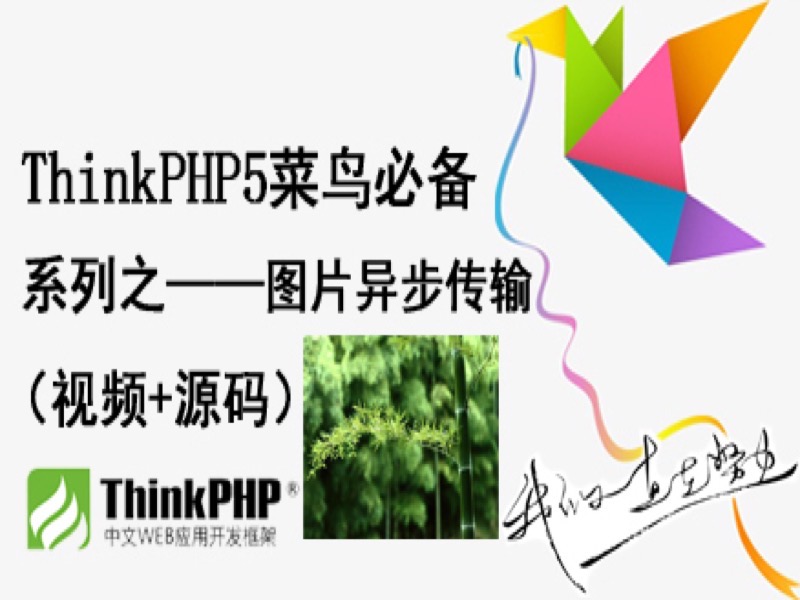 ThinkPHP5菜鸟必备
系列之——图片异步传输
（视频+源码）
ThinkPHP®
中文WEB应用开发框架
我们一直在努力